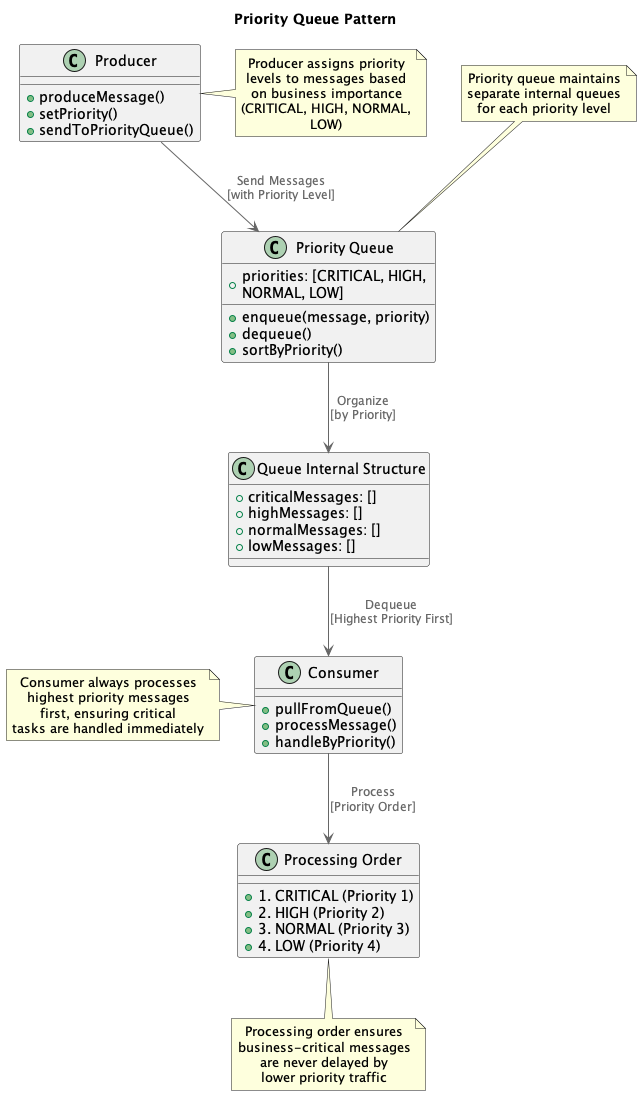 Priority Queue Pattern
C Producer
produceMessage()
setPriority()
sendToPriorityQueue()
Producer assigns priority
levels to messages based
on business importance
(CRITICAL, HIGH, NORMAL,
LOW)
Priority queue maintains
separate internal queues
for each priority level
Send Messages
[with Priority Level]
C Priority Queue
priorities: [CRITICAL, HIGH,
NORMAL, LOW]
enqueue(message, priority)
dequeue()
sortByPriority()
Organize
[by Priority]
C Queue Internal Structure
criticalMessages: []
highMessages: []
normalMessages: []
lowMessages: []
Dequeue
[Highest Priority First]
Consumer always processes
highest priority messages
first, ensuring critical
tasks are handled immediately
C Consumer
pullFromQueue()
processMessage()
handleByPriority()
Process
[Priority Order]
C Processing Order
1. CRITICAL (Priority 1)
2. HIGH (Priority 2)
3. NORMAL (Priority 3)
4. LOW (Priority 4)
Processing order ensures
business-critical messages
are never delayed by
lower priority traffic